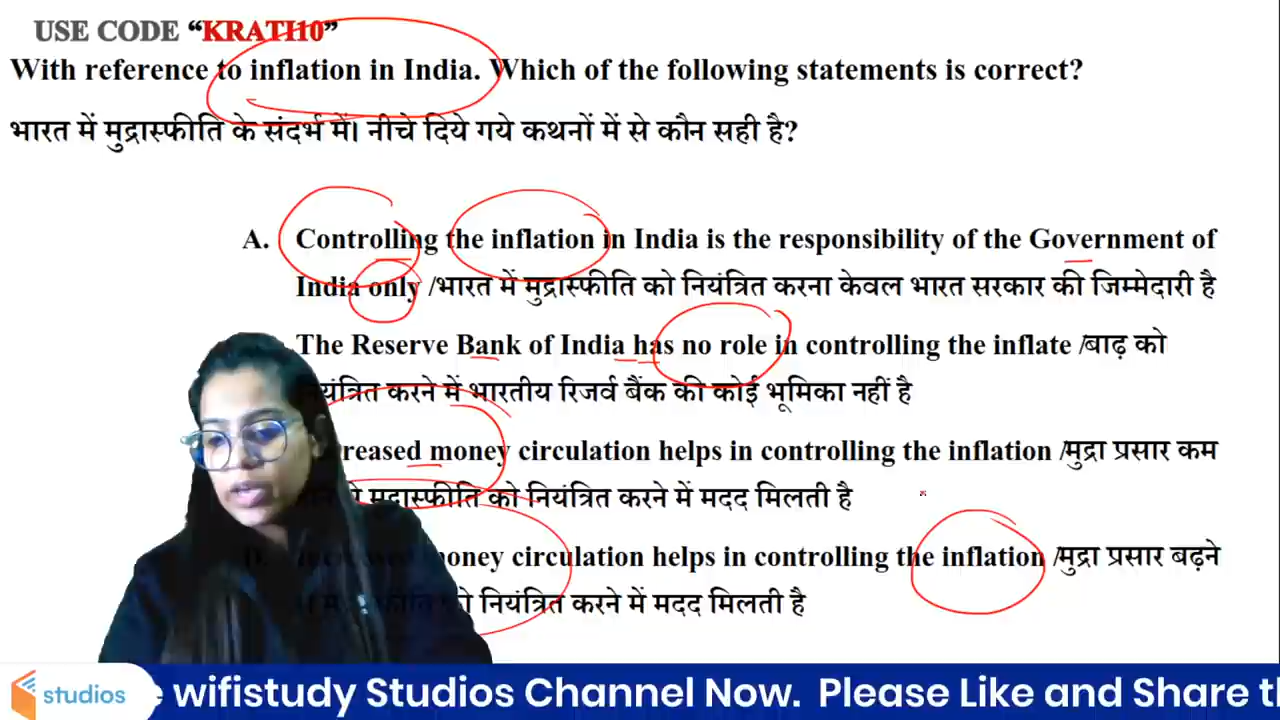 USE CODE “KRATI10”
With reference to inflation in India. Which of the following statements is correct?
भारत में मुद्रास्फीति के संदर्भ में। नीचे दिये गये कथनों में से कौन सही है?
A. Controlling the inflation in India is the responsibility of the Government of
India only /भारत में मुद्रास्फीति को नियंत्रित करना केवल भारत सरकार की जिम्मेदारी है
The Reserve Bank of India has no role in controlling the inflate /बाढ़ को
नियंत्रित करने में भारतीय रिजर्व बैंक की कोई भूमिका नहीं है
money circulation helps in controlling the inflation /मुद्रा प्रसार कम
मुद्रास्फीति को नियंत्रित करने में मदद मिलती है
D. Increased money circulation helps in controlling the inflation /मुद्रा प्रसार बढ़ने
को नियंत्रित करने में मदद मिलती है
studios
e wifistudy Studios Channel Now. Please Like and Share th